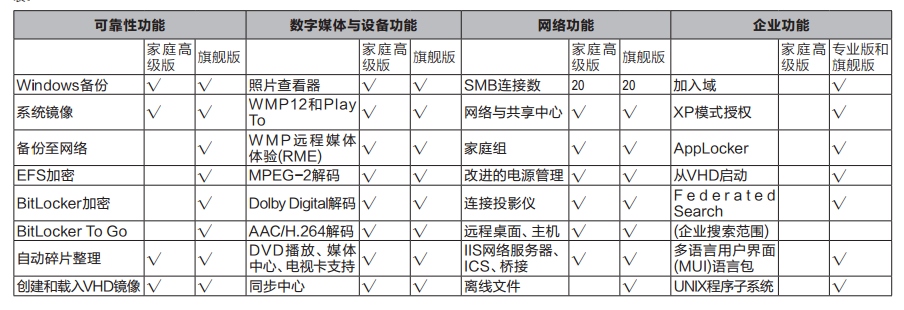 可靠性功能 数字媒体与设备功能 网络功能 企业功能
家庭高级版 旗舰版 家庭高级版 旗舰版 家庭高级版 旗舰版 家庭高级版 专业版和旗舰版
Windows备份 √ √ 照片查看器 √ √ SMB连接数 20 20 加入域 √
系统镜像 √ √ WMP12和Play To √ √ 网络与共享中心 √ √ XP模式授权 √
备份至网络 √ WMP远程媒体体验(RME) √ √ 家庭组 √ √ AppLocker √
EFS加密 √ MPEG-2解码 √ √ 改进的电源管理 √ √ 从VHD启动 √
BitLocker加密 √ Dolby Digital解码 √ √ 连接投影仪 √ √ Federated Search √
BitLocker To Go √ AAC/H.264解码 √ √ 远程桌面、主机 √ √ (企业搜索范围)
自动碎片整理 √ √ DVD播放、媒体中心、电视卡支持 √ √ IIS网络服务器、ICS、桥接 √ √ 多语言用户界面(MUI)语言包 √
创建和载入VHD镜像 √ √ 同步中心 √ √ 离线文件 √ UNIX程序子系统 √